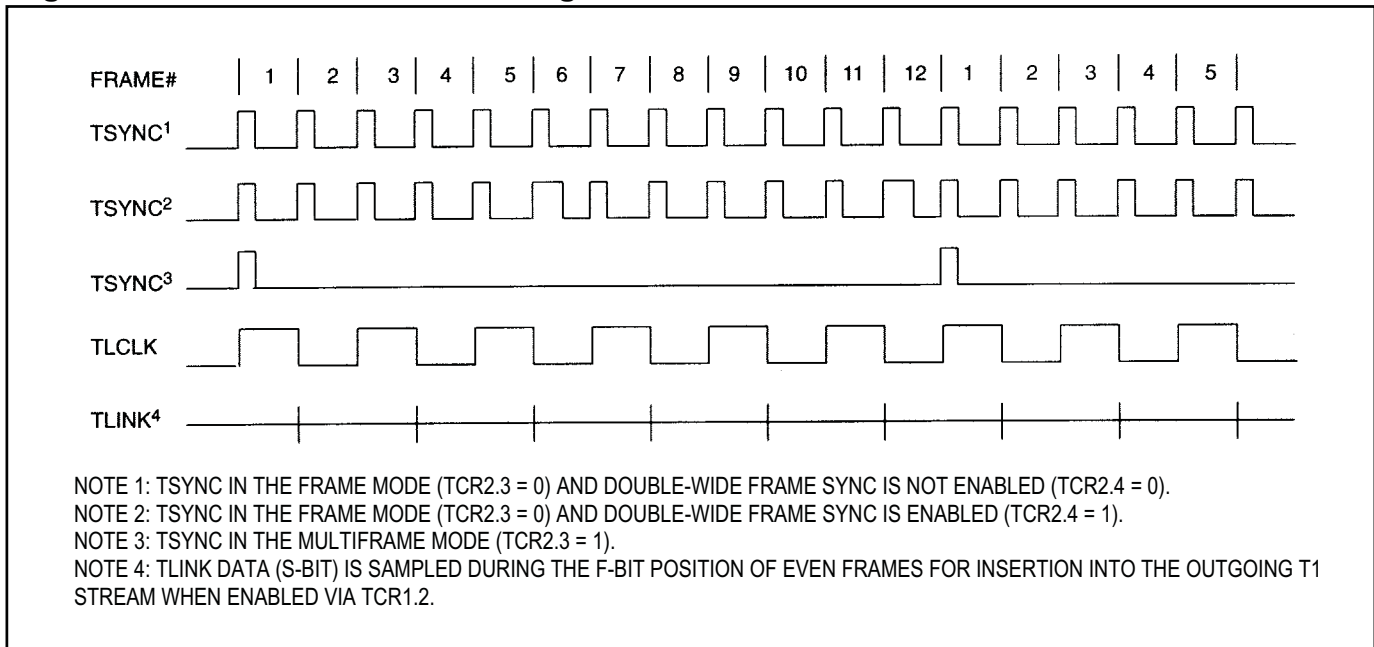 FRAME# | 1 | 2 | 3 | 4 | 5 | 6 | 7 | 8 | 9 | 10 | 11 | 12 | 1 | 2 | 3 | 4 | 5 |
TSYNC1
TSYNC2
TSYNC3
TLCLK
TLINK4
NOTE 1: TSYNC IN THE FRAME MODE (TCR2.3 = 0) AND DOUBLE-WIDE FRAME SYNC IS NOT ENABLED (TCR2.4 = 0).
NOTE 2: TSYNC IN THE FRAME MODE (TCR2.3 = 0) AND DOUBLE-WIDE FRAME SYNC IS ENABLED (TCR2.4 = 1).
NOTE 3: TSYNC IN THE MULTIFRAME MODE (TCR2.3 = 1).
NOTE 4: TLINK DATA (S-BIT) IS SAMPLED DURING THE F-BIT POSITION OF EVEN FRAMES FOR INSERTION INTO THE OUTGOING T1
STREAM WHEN ENABLED VIA TCR1.2.